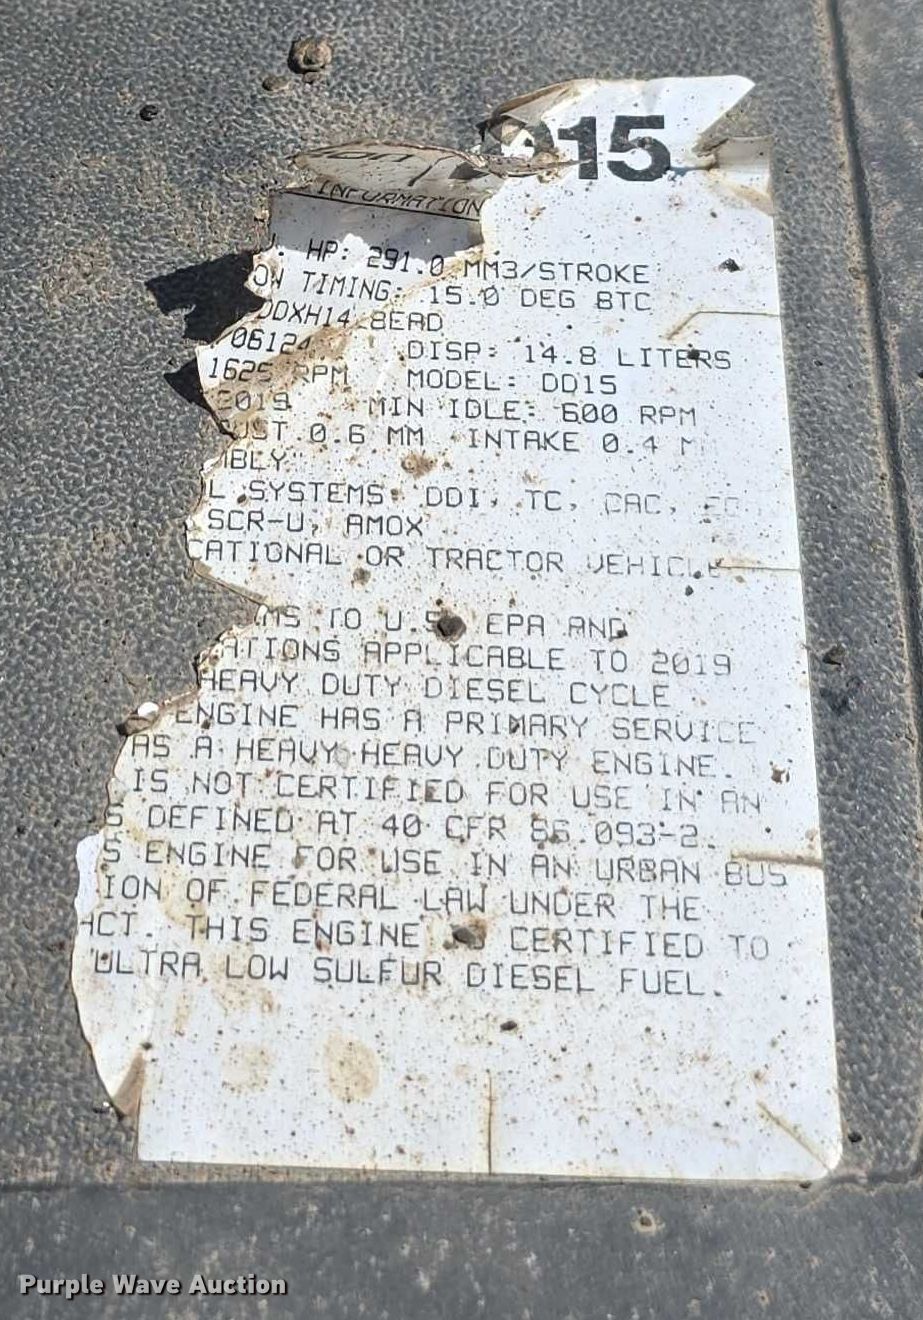 015
INFORMATION
. HP: 291.0 MM3/STROKE
ON TIMING: 15.0 DEG BTC
DDXH14.8EAD
06124 DISP: 14.8 LITERS
1625 RPM MODEL: DD15
2019 MIN IDLE: 600 RPM
UST 0.6 MM INTAKE 0.4 M
MBLY
L SYSTEMS: DDI, TC, CAC, EC
SCR-U, AMOX
CATIONAL OR TRACTOR VEHICLE
MS TO U.S. EPA AND
ATIONS APPLICABLE TO 2019
HEAVY DUTY DIESEL CYCLE
ENGINE HAS A PRIMARY SERVICE
AS A HEAVY HEAVY DUTY ENGINE.
IS NOT CERTIFIED FOR USE IN AN
S DEFINED AT 40 CFR 86.093-2.
S ENGINE FOR USE IN AN URBAN BUS
ION OF FEDERAL LAW UNDER THE
ACT. THIS ENGINE IS CERTIFIED TO
ULTRA LOW SULFUR DIESEL FUEL.
Purple Wave Auction